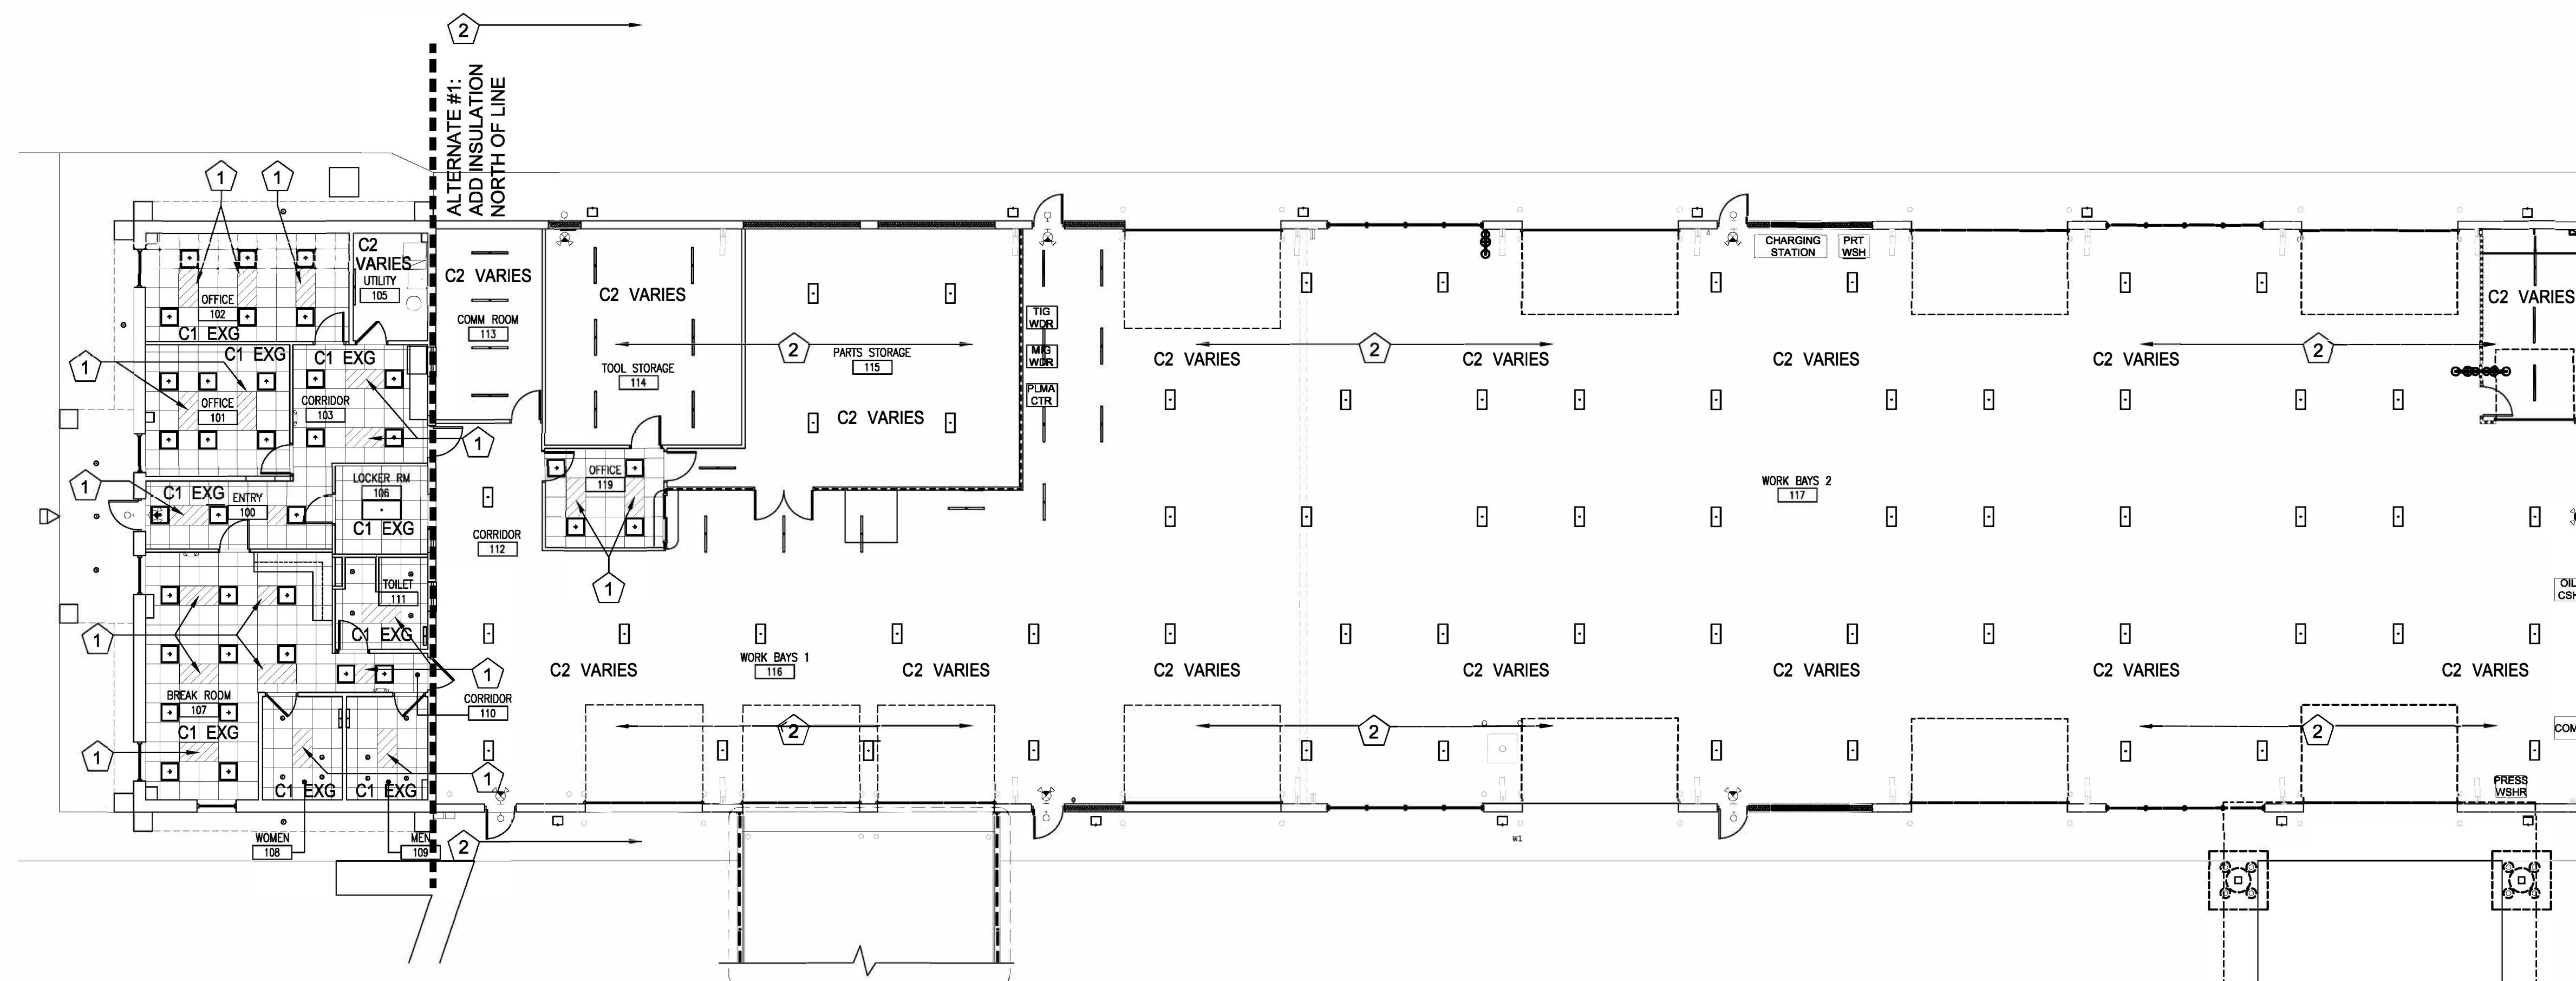 2
ALTERNATE #1:
ADD INSULATION
NORTH OF LINE
1
1
C2
VARIES
UTILITY
105
OFFICE
102
C1 EXG
C2 VARIES
COMM ROOM
113
C2 VARIES
TOOL STORAGE
114
2
PARTS STORAGE
115
C2 VARIES
TIG
WDR
MIG
WDR
PLMA
CTR
CHARGING
STATION
PRT
WSH
C2 VARIES
2
C2 VARIES
C2 VARIES
C2 VARIES
2
C2 VARIES
1
C1 EXG
OFFICE
101
C1 EXG
CORRIDOR
103
1
1
C1 EXG
ENTRY
100
LOCKER RM
106
C1 EXG
CORRIDOR
112
OFFICE
119
1
WORK BAYS 2
117
TOILET
111
C1 EXG
1
BREAK ROOM
107
C1 EXG
1
1
CORRIDOR
110
C1 EXG
C1 EXG
1
WOMEN
108
MEN
109
2
C2 VARIES
WORK BAYS 1
116
C2 VARIES
C2 VARIES
C2 VARIES
C2 VARIES
C2 VARIES
C2 VARIES
2
2
2
PRESS
WSHR
W1
OIL
COM